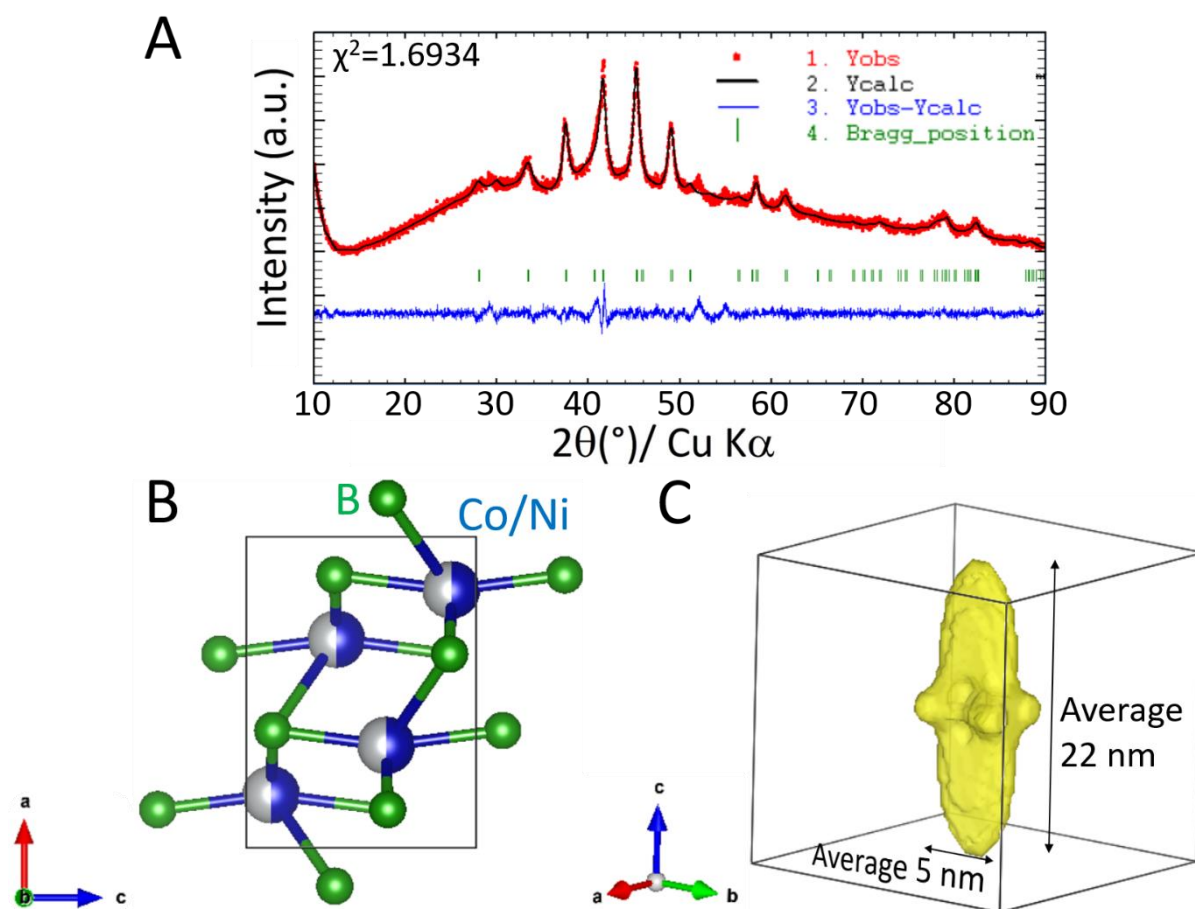 A
χ²=1.6934
1. Yobs
2. Ycalc
3. Yobs-Ycalc
4. Bragg_position
Intensity (a.u.)
10 20 30 40 50 60 70 80 90
2θ(°)/ Cu Kα
B
B
Co/Ni
a
b
c
C
Average
22 nm
Average 5 nm
c
a
b